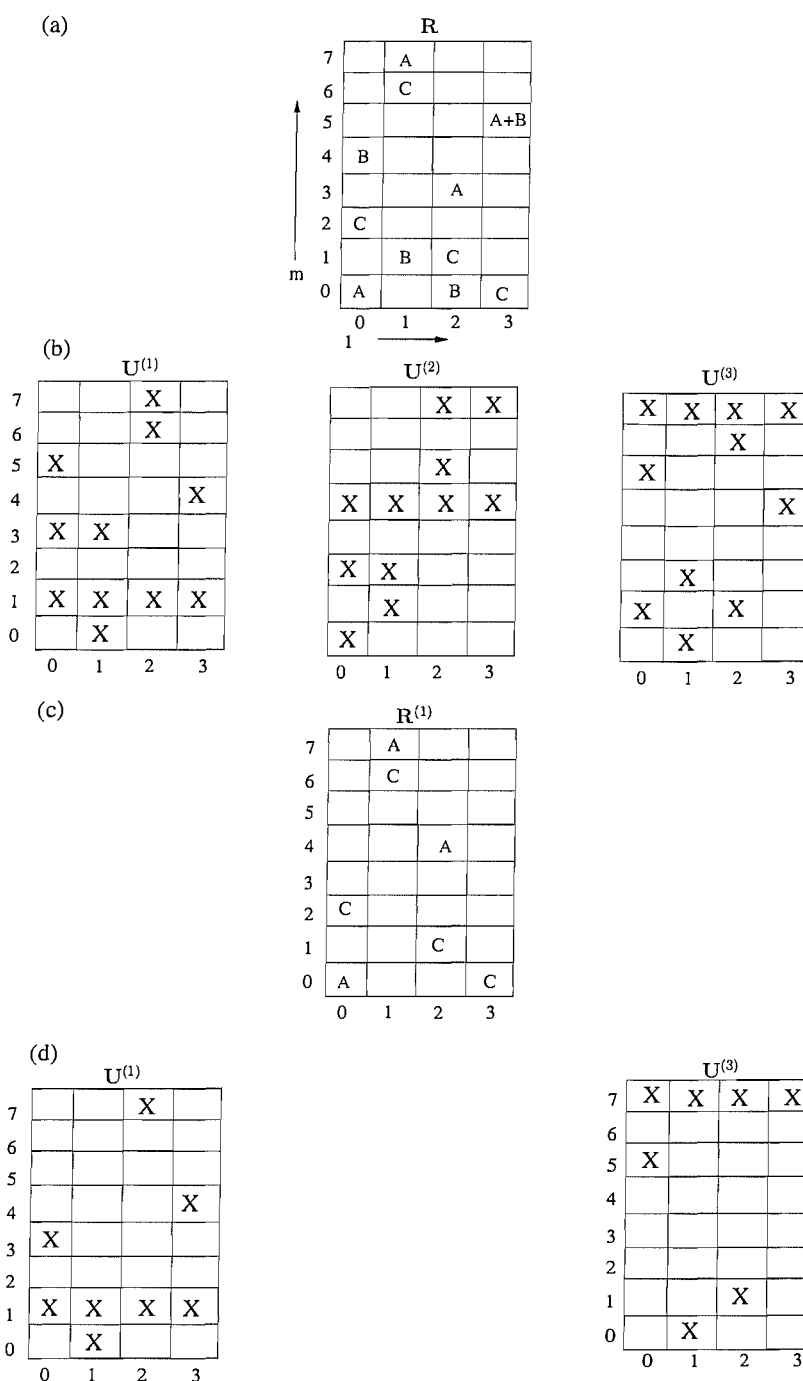 (a)
R
7 A
6 C
5 A+B
4 B
3 A
2 C
1 B C
m
0 A B C
0 1 2 3
l
(b)
U(1) U(2) U(3)
7 X X X X X X X
6 X X
5 X X X
4 X X X X X X
3 X X
2 X X X
1 X X X X X X X
0 X X X
0 1 2 3 0 1 2 3 0 1 2 3
(c)
R(1)
7 A
6 C
5
4 A
3
2 C
1 C
0 A C
0 1 2 3
(d)
U(1) U(3)
7 X 7 X X X X
6 6
5 5 X
4 X 4
3 X 3
2 2
1 X X X X 1 X
0 X 0 X
0 1 2 3 0 1 2 3